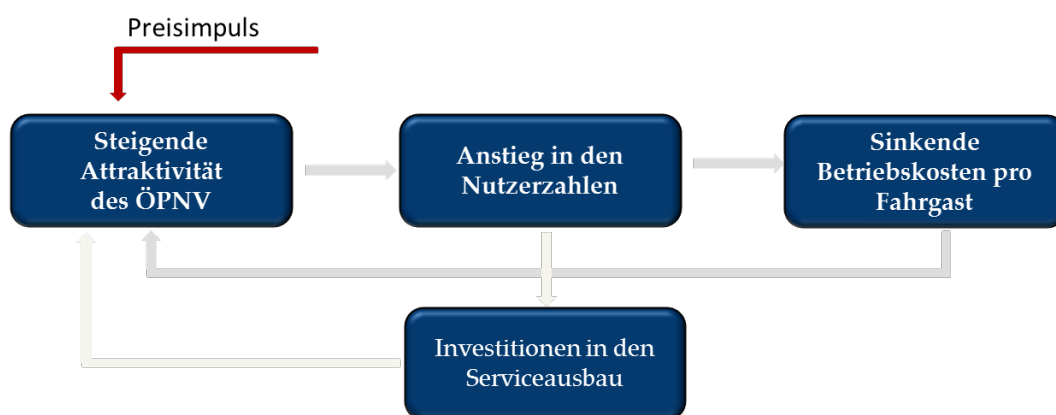 Preisimpuls
Steigende
Attraktivität
des ÖPNV
Anstieg in den
Nutzerzahlen
Sinkende
Betriebskosten pro
Fahrgast
Investitionen in den
Serviceausbau